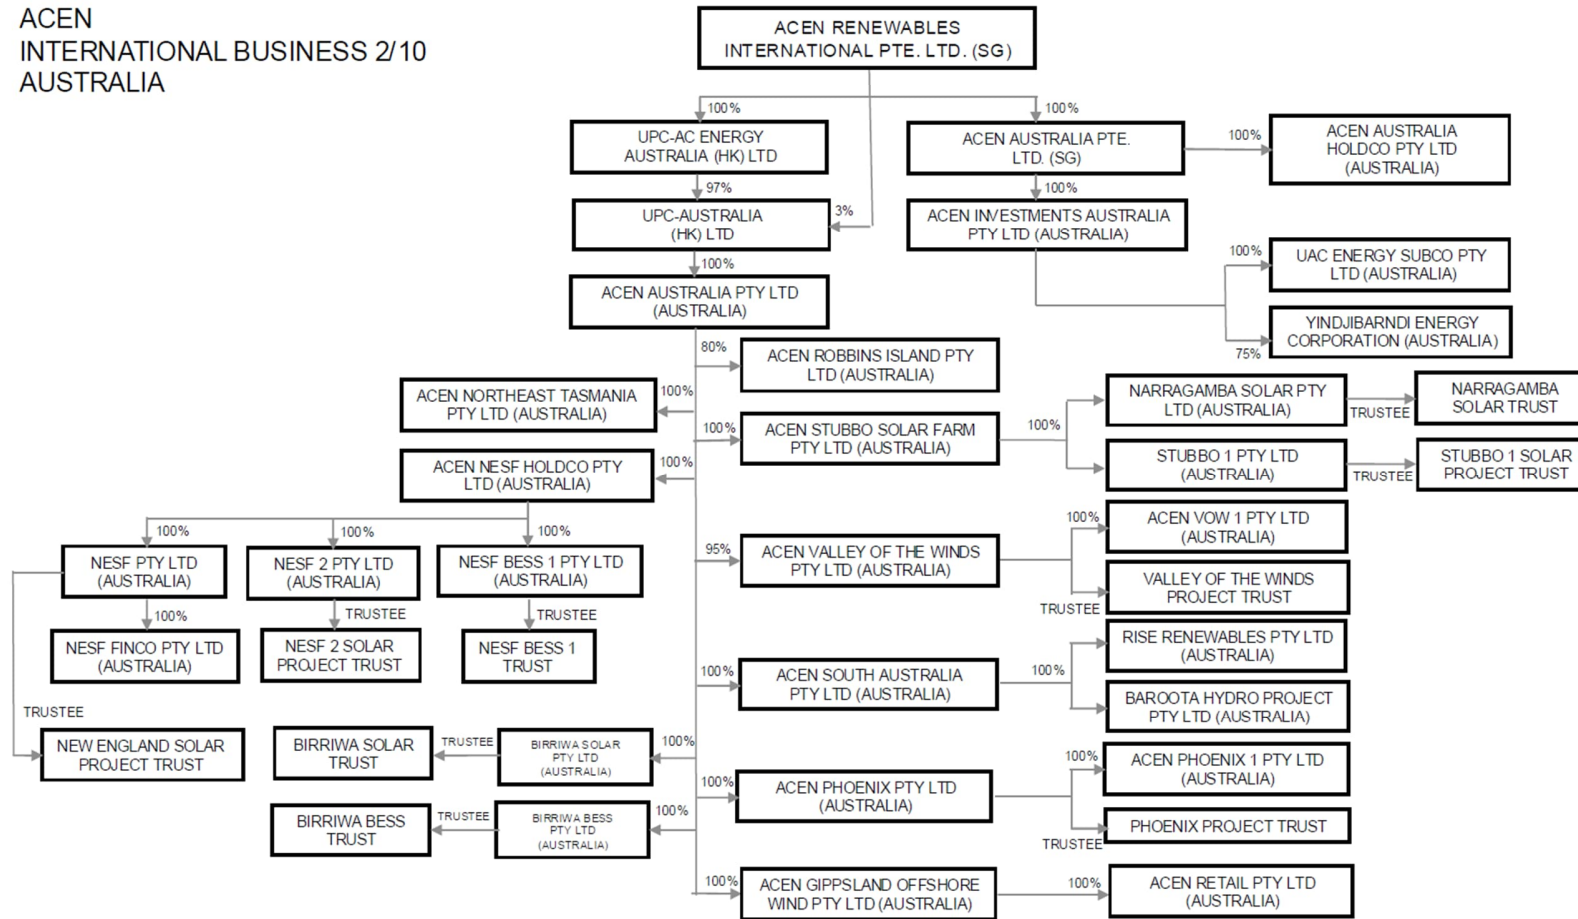 ACEN
INTERNATIONAL BUSINESS 2/10
AUSTRALIA
ACEN RENEWABLES
INTERNATIONAL PTE. LTD. (SG)
100%
100%
UPC-AC ENERGY
AUSTRALIA (HK) LTD
ACEN AUSTRALIA PTE.
LTD. (SG)
100%
ACEN AUSTRALIA
HOLDCO PTY LTD
(AUSTRALIA)
97%
100%
UPC-AUSTRALIA
(HK) LTD
3%
ACEN INVESTMENTS AUSTRALIA
PTY LTD (AUSTRALIA)
100%
100%
UAC ENERGY SUBCO PTY
LTD (AUSTRALIA)
ACEN AUSTRALIA PTY LTD
(AUSTRALIA)
75%
YINDJIBARNDI ENERGY
CORPORATION (AUSTRALIA)
80%
ACEN ROBBINS ISLAND PTY
LTD (AUSTRALIA)
ACEN NORTHEAST TASMANIA
PTY LTD (AUSTRALIA)
100%
100%
ACEN STUBBO SOLAR FARM
PTY LTD (AUSTRALIA)
100%
NARRAGAMBA SOLAR PTY
LTD (AUSTRALIA)
TRUSTEE
NARRAGAMBA
SOLAR TRUST
STUBBO 1 PTY LTD
(AUSTRALIA)
TRUSTEE
STUBBO 1 SOLAR
PROJECT TRUST
ACEN NESF HOLDCO PTY
LTD (AUSTRALIA)
100%
100%
100%
100%
NESF PTY LTD
(AUSTRALIA)
NESF 2 PTY LTD
(AUSTRALIA)
NESF BESS 1 PTY LTD
(AUSTRALIA)
95%
ACEN VALLEY OF THE WINDS
PTY LTD (AUSTRALIA)
100%
ACEN VOW 1 PTY LTD
(AUSTRALIA)
TRUSTEE
VALLEY OF THE WINDS
PROJECT TRUST
100%
TRUSTEE
TRUSTEE
NESF FINCO PTY LTD
(AUSTRALIA)
NESF 2 SOLAR
PROJECT TRUST
NESF BESS 1
TRUST
100%
ACEN SOUTH AUSTRALIA
PTY LTD (AUSTRALIA)
100%
RISE RENEWABLES PTY LTD
(AUSTRALIA)
BAROOTA HYDRO PROJECT
PTY LTD (AUSTRALIA)
TRUSTEE
NEW ENGLAND SOLAR
PROJECT TRUST
BIRRIWA SOLAR
TRUST
TRUSTEE
BIRRIWA SOLAR
PTY LTD
(AUSTRALIA)
100%
100%
ACEN PHOENIX PTY LTD
(AUSTRALIA)
100%
ACEN PHOENIX 1 PTY LTD
(AUSTRALIA)
TRUSTEE
PHOENIX PROJECT TRUST
BIRRIWA BESS
TRUST
TRUSTEE
BIRRIWA BESS
PTY LTD
(AUSTRALIA)
100%
100%
ACEN GIPPSLAND OFFSHORE
WIND PTY LTD (AUSTRALIA)
100%
ACEN RETAIL PTY LTD
(AUSTRALIA)